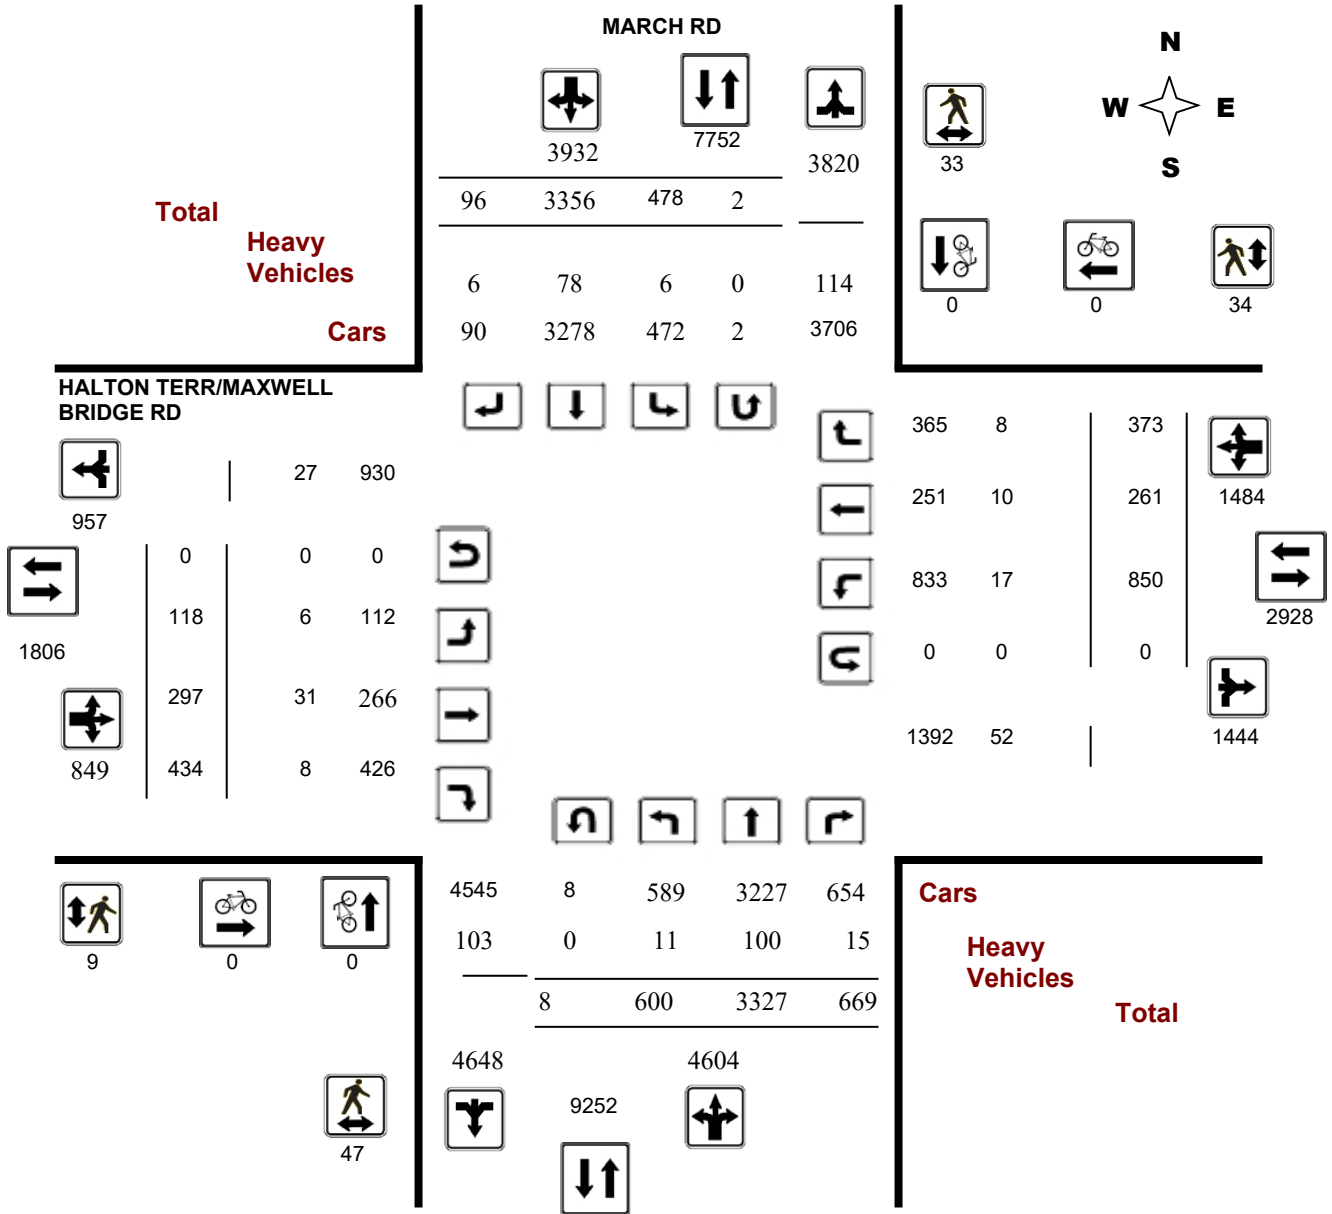 MARCH RD
N
W E
S
3932 7752 3820 33
96 3356 478 2
Total
Heavy
Vehicles
6 78 6 0 114
0 0 34
Cars 90 3278 472 2 3706
HALTON TERR/MAXWELL
BRIDGE RD
365 8 373
27 930
251 10 261 1484
957
0 0 0
833 17 850
118 6 112
2928
1806
0 0 0
297 31 266
1392 52 1444
849 434 8 426
4545 8 589 3227 654 Cars
103 0 11 100 15 Heavy
Vehicles
9 0 0
8 600 3327 669 Total
4648 4604
9252
47